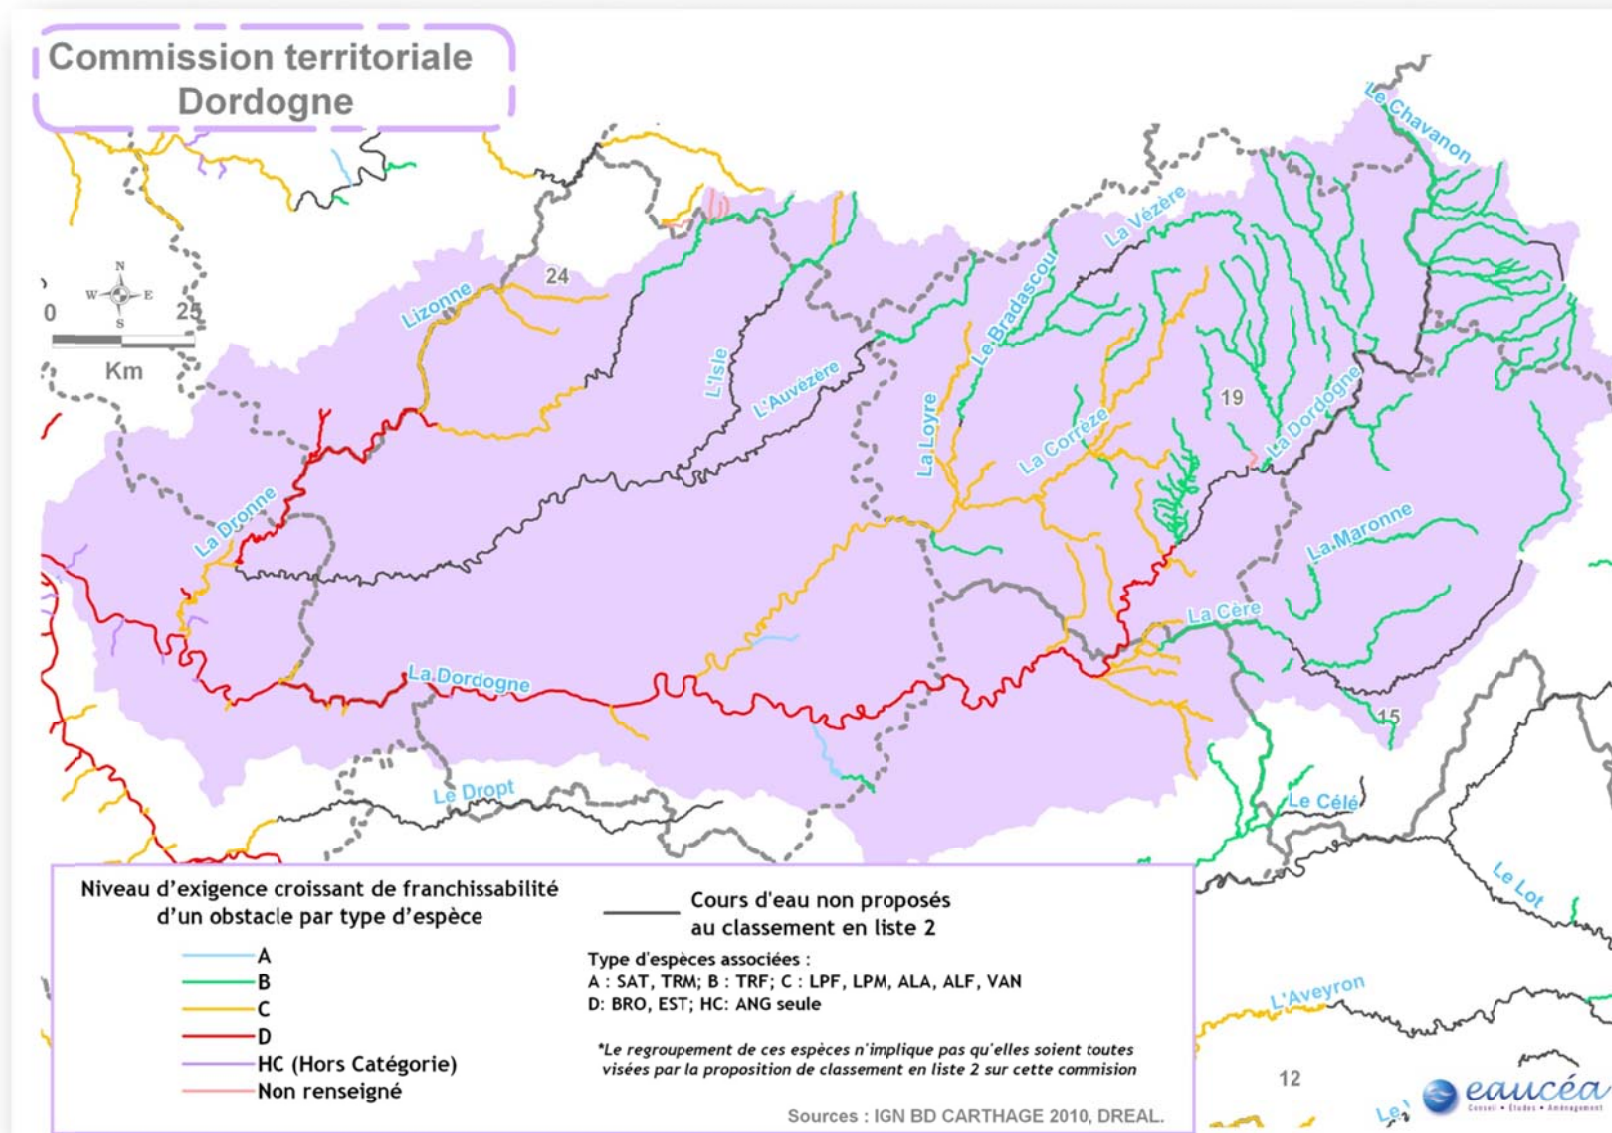 Commission territoriale
Dordogne
Le Chavanon
La Vézère
24
Lizonne
Le Bradascou
N
W
E
S
0
25
Km
L'Isle
L'Auvézère
La Loyre
La Corrèze
19
La Dordogne
La Dronne
La Maronne
La Cère
La Dordogne
15
Le Dropt
Le Célé
Le Lot
L'Aveyron
12
Niveau d'exigence croissant de franchissabilité
d'un obstacle par type d'espèce
A
B
C
D
HC (Hors Catégorie)
Non renseigné
Cours d'eau non proposés
au classement en liste 2
Type d'espèces associées :
A : SAT, TRM; B : TRF; C : LPF, LPM, ALA, ALF, VAN
D: BRO, EST; HC: ANG seule
*Le regroupement de ces espèces n'implique pas qu'elles soient toutes
visées par la proposition de classement en liste 2 sur cette commision
Sources : IGN BD CARTHAGE 2010, DREAL.
eaucéa
Conseil • Études • Aménagement